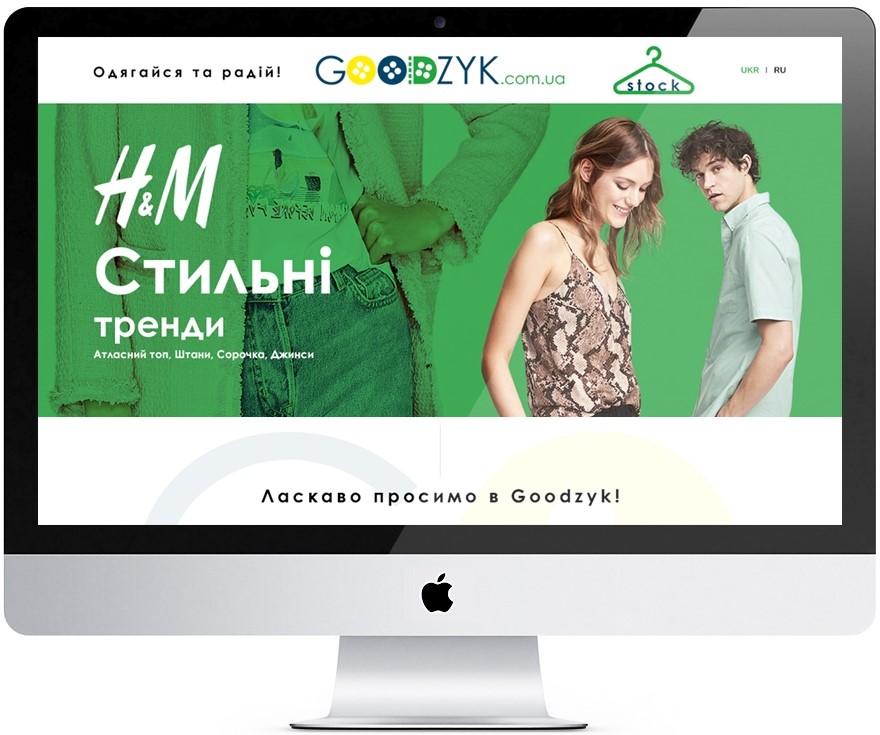 Одягайся та радій!
GOODZYK.com.ua
stock
UKR | RU
H&M
Стильні
тренди
Атласний топ, Штани, Сорочка, Джинси
Ласкаво просимо в Goodzyk!